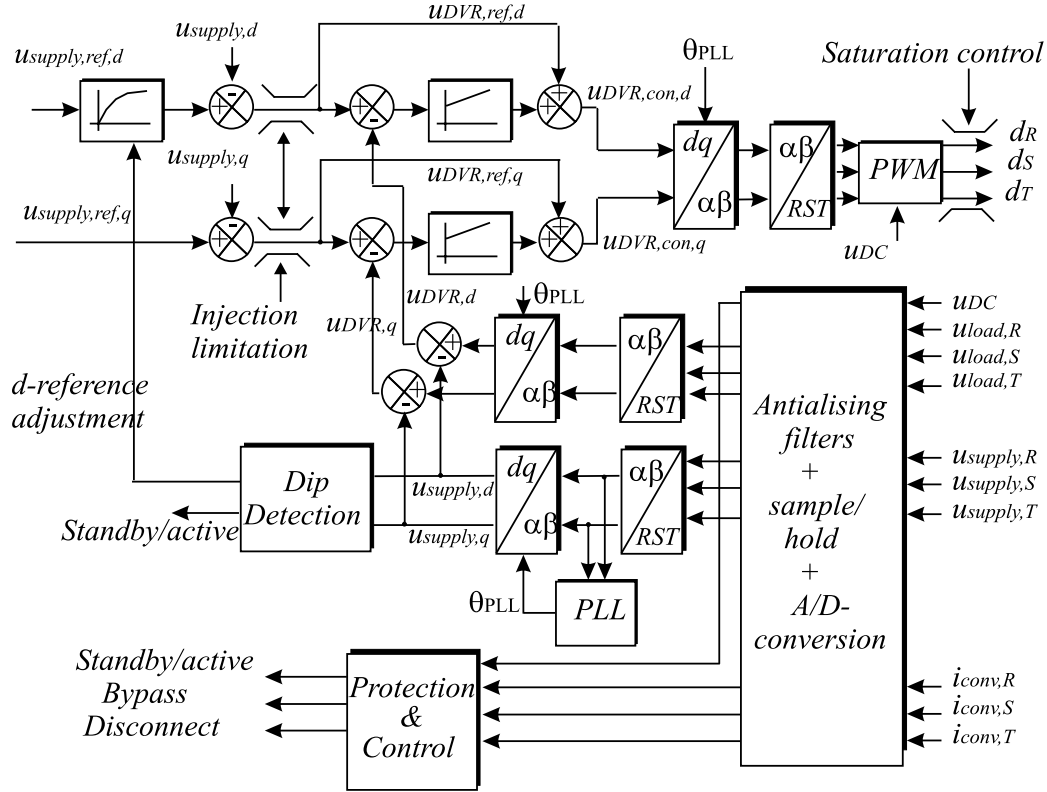 uDVR,ref,d
usupply,d
usupply,ref,d
θPLL
Saturation control
- + - + + +
uDVR,con,d
dq
αβ
αβ
RST
PWM
dR
dS
dT
usupply,q
uDVR,ref,q
usupply,ref,q
- + - + + +
uDVR,con,q
uDC
Injection
limitation
uDVR,d
uDVR,q
θPLL
dq
αβ
αβ
RST
+ -
+ -
d-reference
adjustment
Antialising
filters
+
sample/
hold
+
A/D-
conversion
uDC
uload,R
uload,S
uload,T
usupply,R
usupply,S
usupply,T
Dip
Detection
usupply,d
usupply,q
dq
αβ
αβ
RST
Standby/active
θPLL
PLL
Standby/active
Bypass
Disconnect
Protection
&
Control
iconv,R
iconv,S
iconv,T